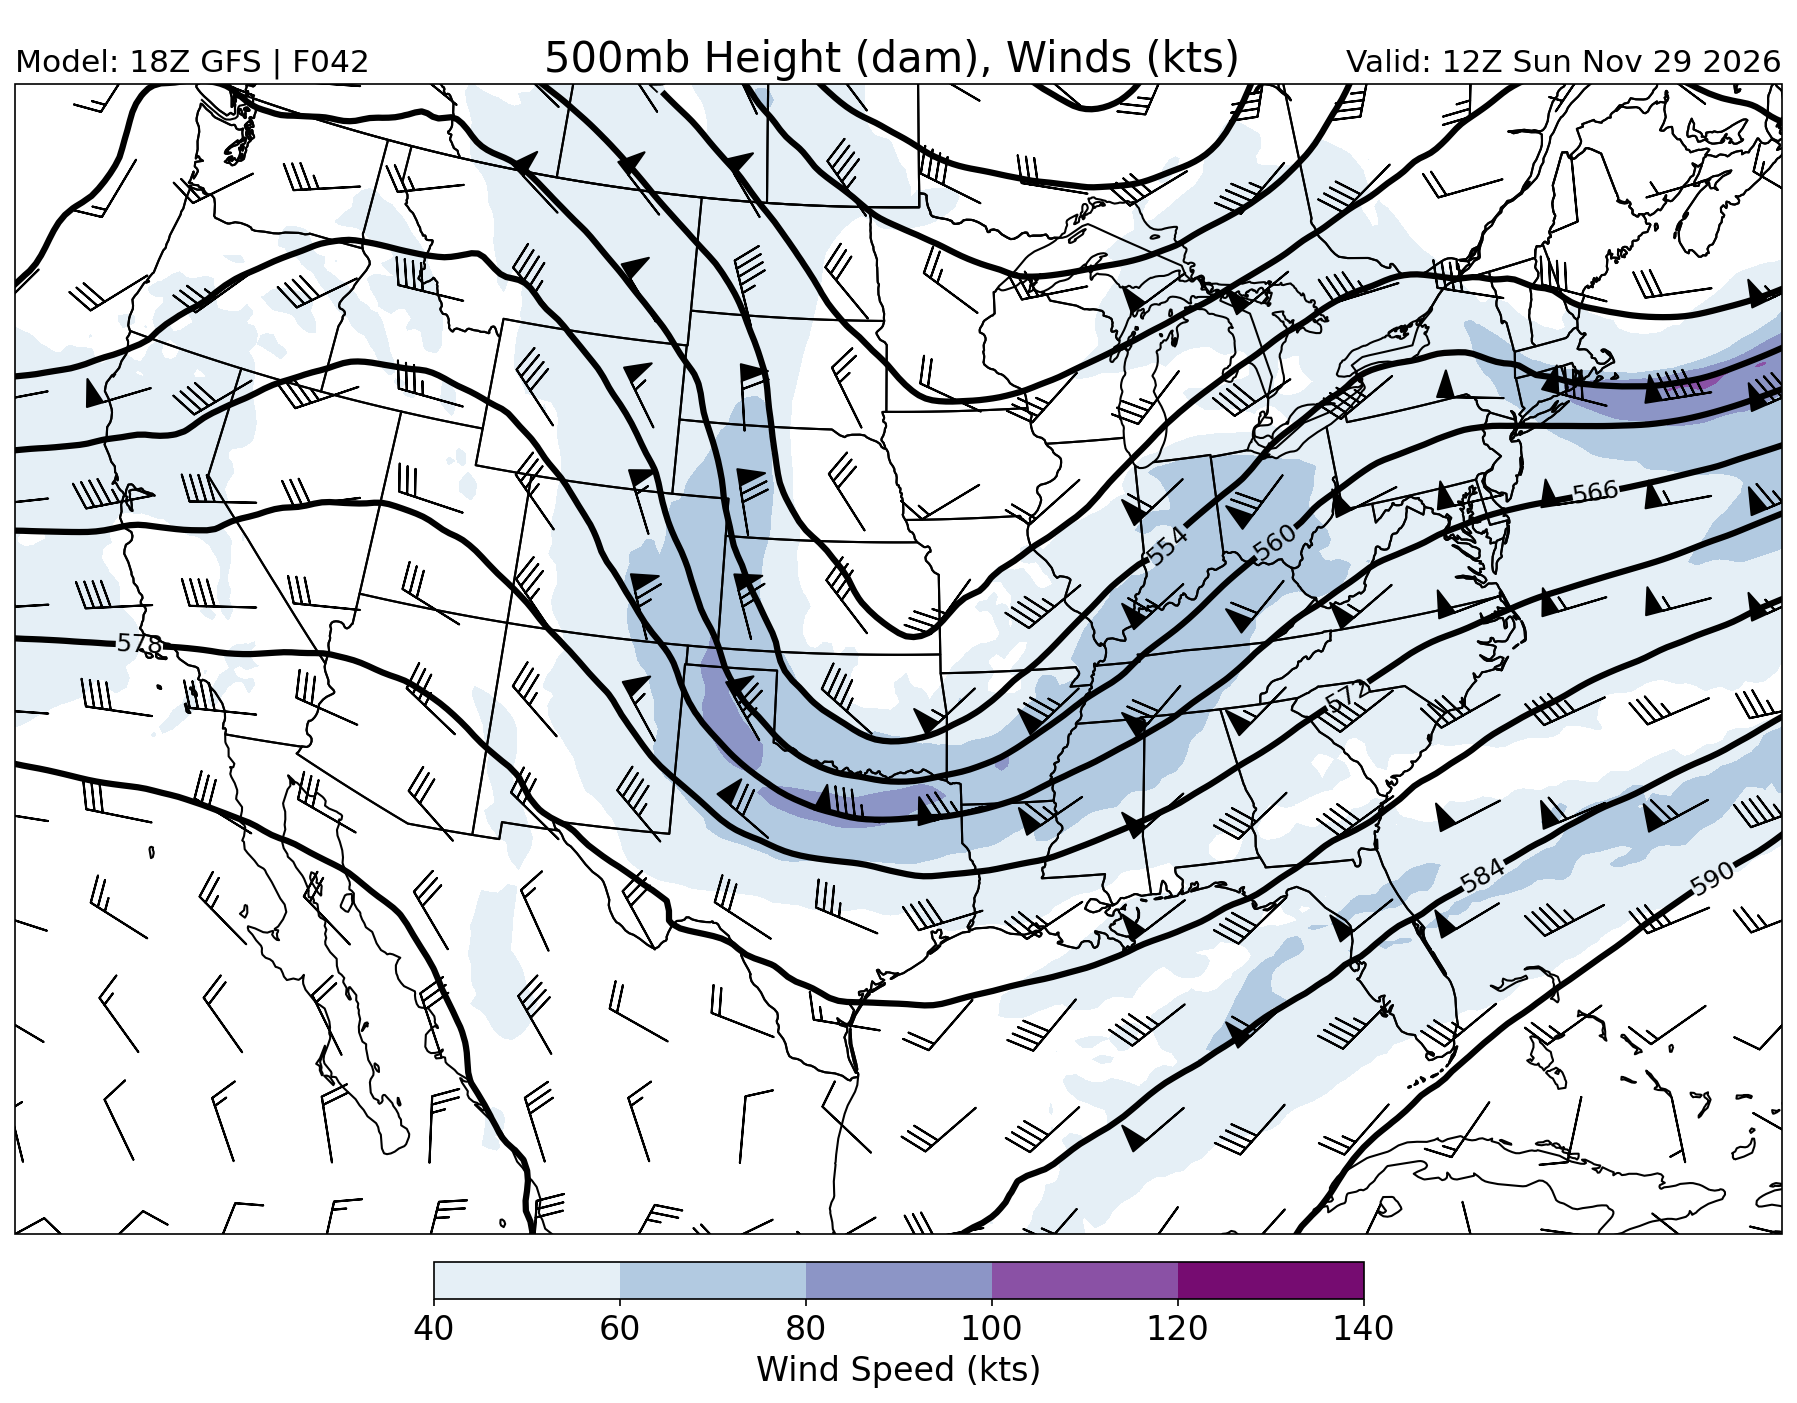 Model: 18Z GFS | F042
500mb Height (dam), Winds (kts)
Valid: 12Z Sun Nov 29 2026
566
554
560
578
572
584
590
40 60 80 100 120 140
Wind Speed (kts)